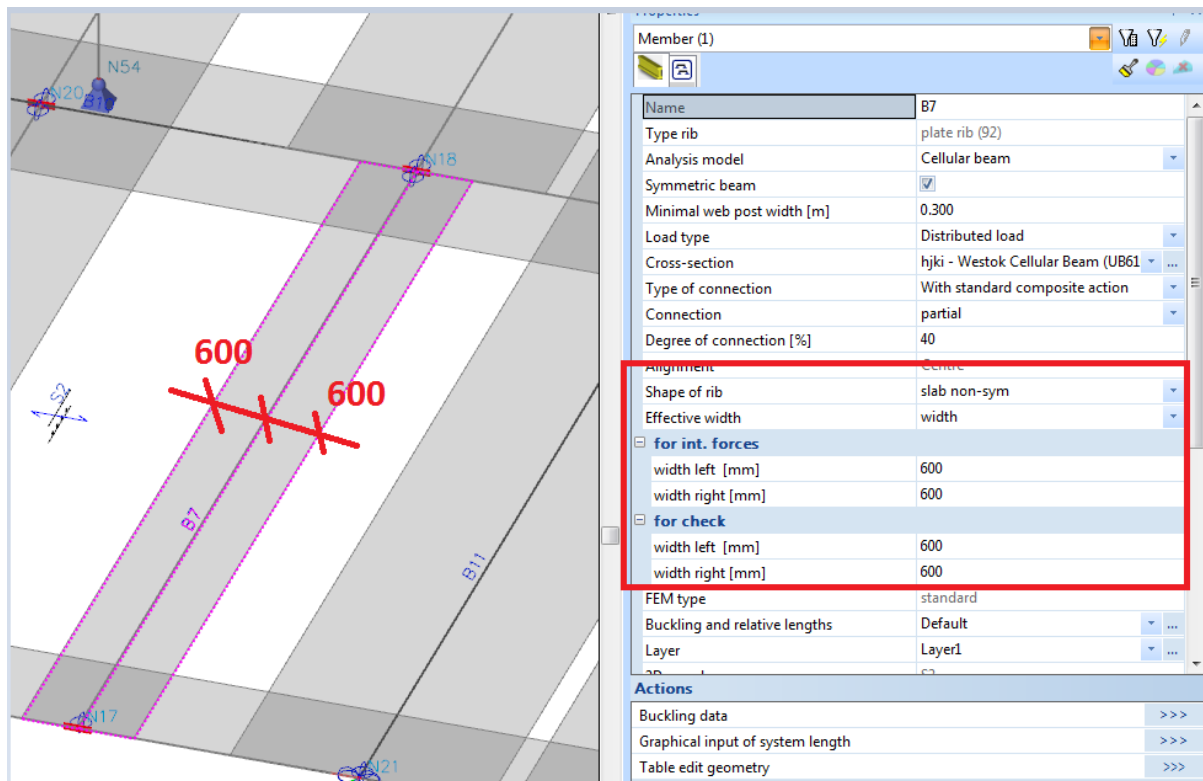 N54
N20
B10
N18
600
600
S2
B7
B11
N17
N21
Properties
Member (1)
Name B7
Type rib plate rib (92)
Analysis model Cellular beam
Symmetric beam
Minimal web post width [m] 0.300
Load type Distributed load
Cross-section hjki - Westok Cellular Beam (UB61 ...
Type of connection With standard composite action
Connection partial
Degree of connection [%] 40
Alignment Centre
Shape of rib slab non-sym
Effective width width
for int. forces
width left [mm] 600
width right [mm] 600
for check
width left [mm] 600
width right [mm] 600
FEM type standard
Buckling and relative lengths Default ...
Layer Layer1 ...
Actions
Buckling data >>>
Graphical input of system length >>>
Table edit geometry >>>